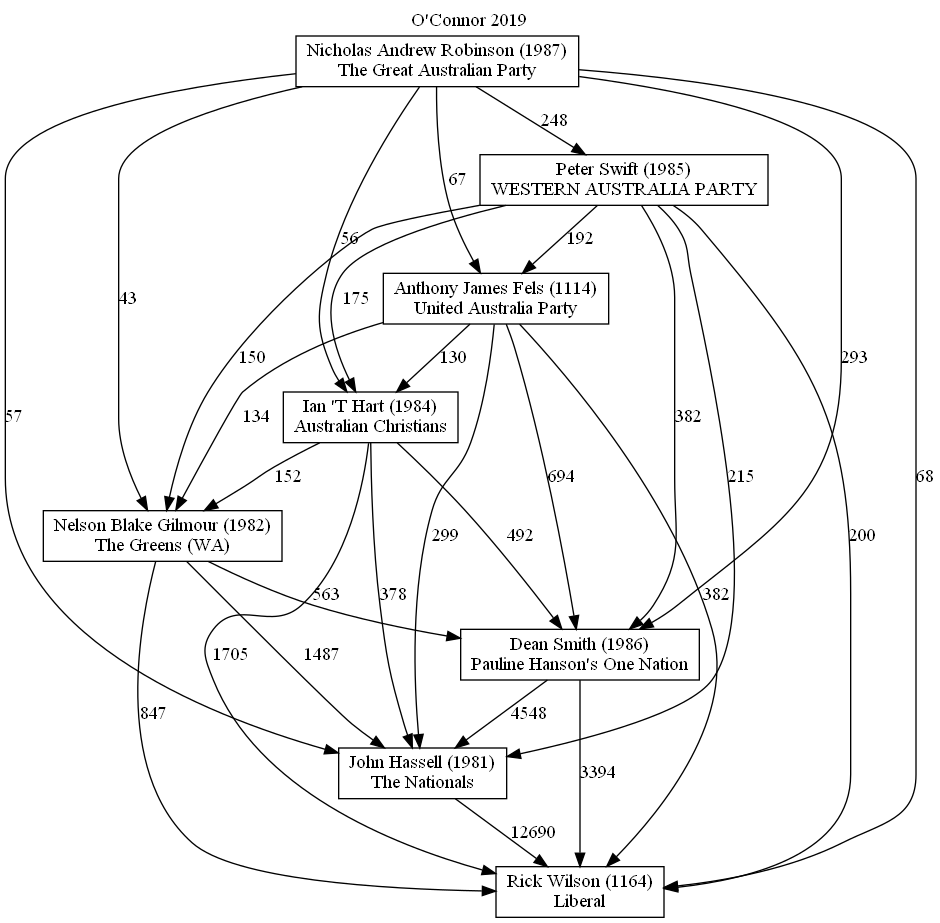 O'Connor 2019
Nicholas Andrew Robinson (1987)
The Great Australian Party
248
Peter Swift (1985)
WESTERN AUSTRALIA PARTY
67
56
192
Anthony James Fels (1114)
United Australia Party
43
175
150
130
293
134
Ian 'T Hart (1984)
Australian Christians
57
382
215
68
152
694
Nelson Blake Gilmour (1982)
The Greens (WA)
299
492
200
563
378
382
Dean Smith (1986)
Pauline Hanson's One Nation
1705
1487
847
4548
John Hassell (1981)
The Nationals
3394
12690
Rick Wilson (1164)
Liberal